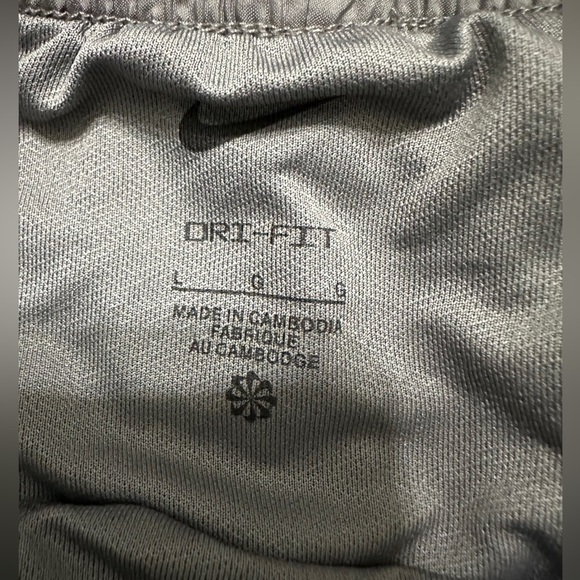 DRI-FIT
L G G
MADE IN CAMBODIA
FABRIQUE
AU CAMBODGE